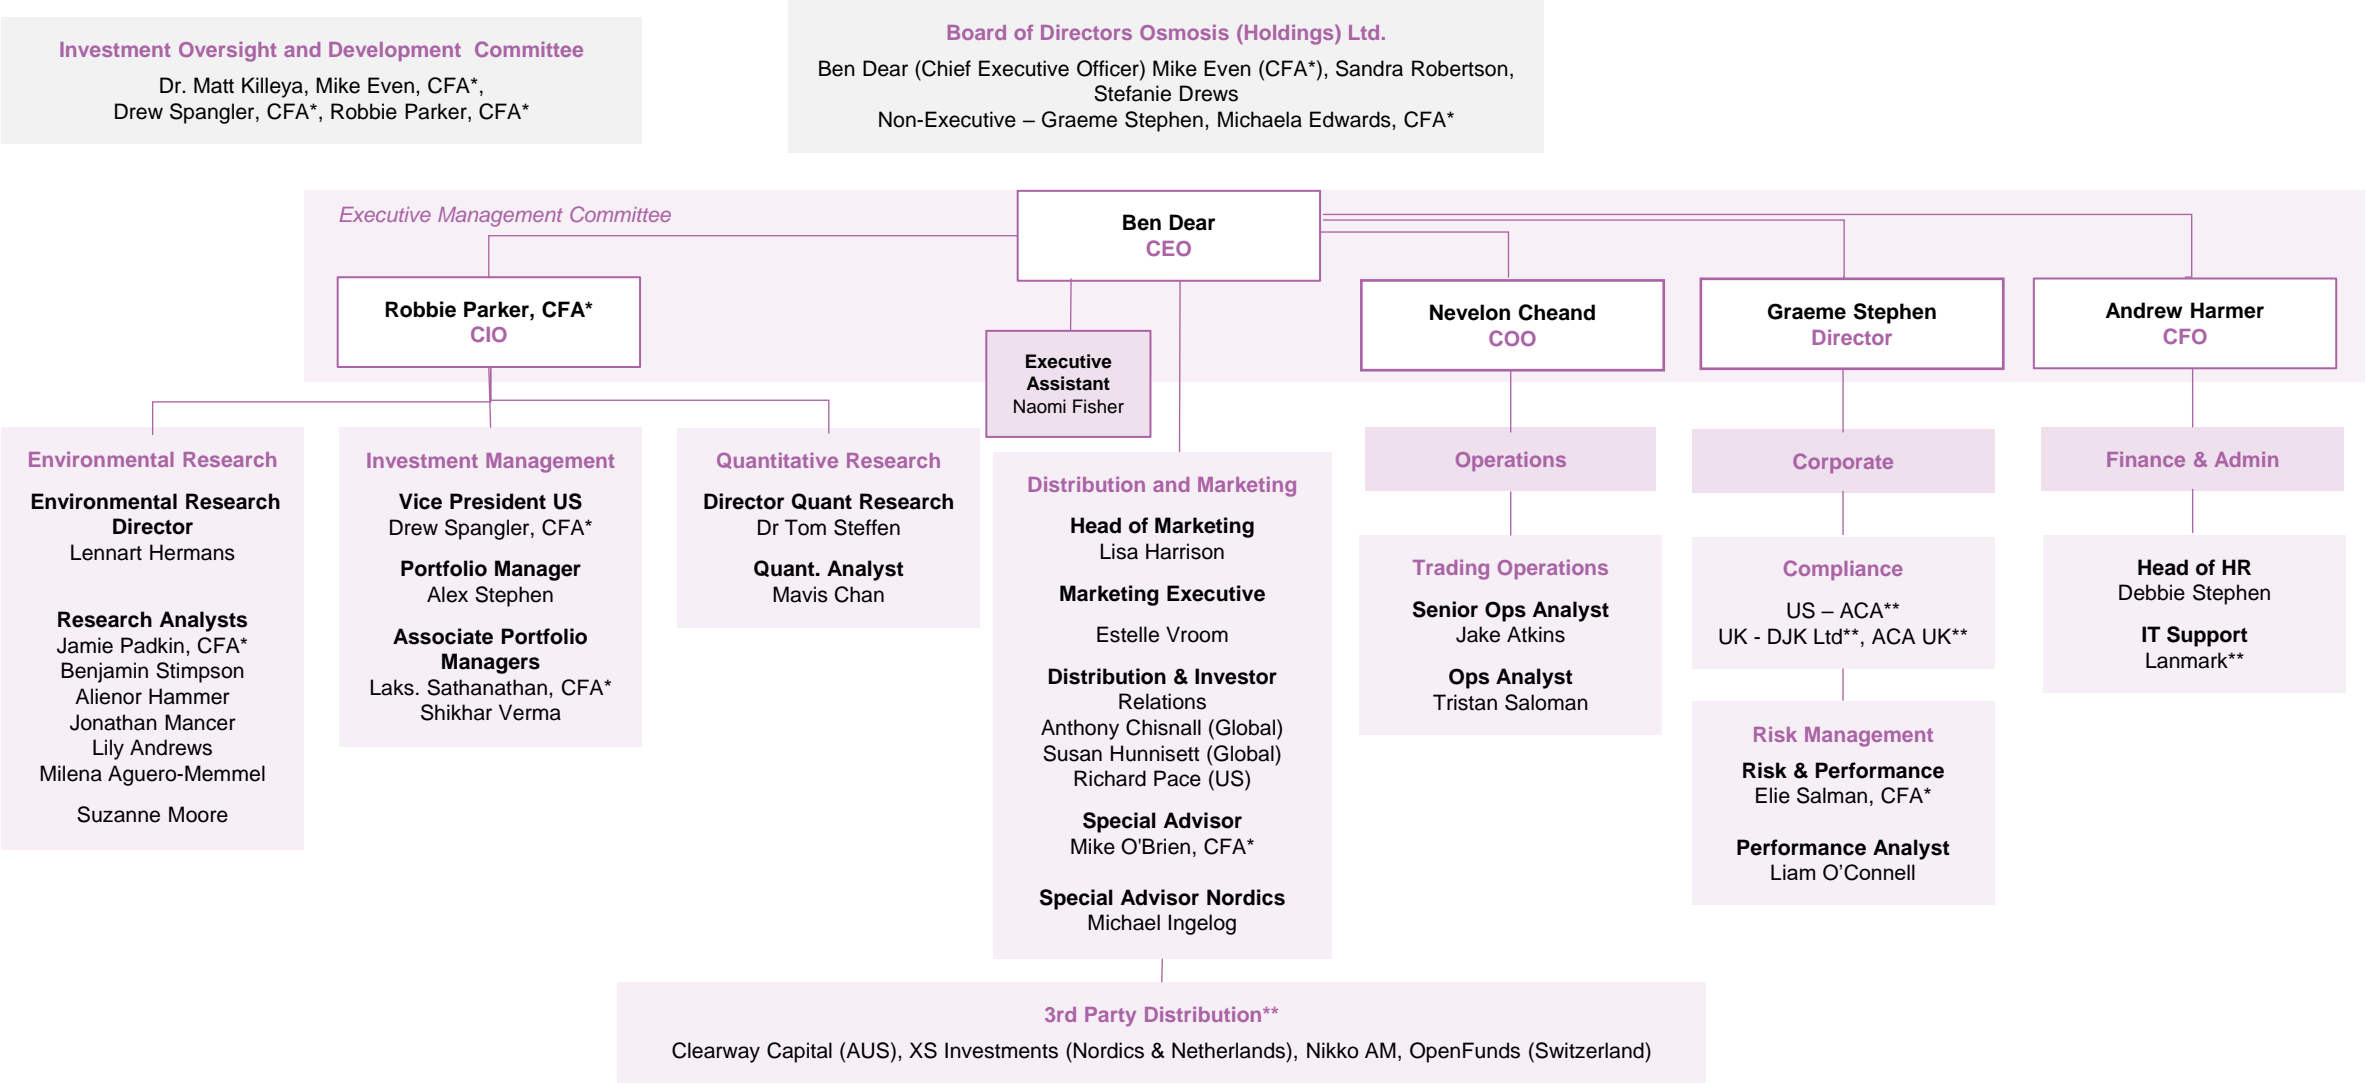 Investment Oversight and Development Committee
Dr. Matt Killeya, Mike Even, CFA*,
Drew Spangler, CFA*, Robbie Parker, CFA*
Board of Directors Osmosis (Holdings) Ltd.
Ben Dear (Chief Executive Officer) Mike Even (CFA*), Sandra Robertson,
Stefanie Drews
Non-Executive – Graeme Stephen, Michaela Edwards, CFA*
Executive Management Committee
Ben Dear
CEO
Robbie Parker, CFA*
CIO
Executive
Assistant
Naomi Fisher
Nevelon Cheand
COO
Graeme Stephen
Director
Andrew Harmer
CFO
Environmental Research
Environmental Research
Director
Lennart Hermans
Research Analysts
Jamie Padkin, CFA*
Benjamin Stimpson
Alienor Hammer
Jonathan Mancer
Lily Andrews
Milena Aguero-Memmel
Suzanne Moore
Investment Management
Vice President US
Drew Spangler, CFA*
Portfolio Manager
Alex Stephen
Associate Portfolio
Managers
Laks. Sathanathan, CFA*
Shikhar Verma
Quantitative Research
Director Quant Research
Dr Tom Steffen
Quant. Analyst
Mavis Chan
Distribution and Marketing
Head of Marketing
Lisa Harrison
Marketing Executive
Estelle Vroom
Distribution & Investor
Relations
Anthony Chisnall (Global)
Susan Hunnisett (Global)
Richard Pace (US)
Special Advisor
Mike O'Brien, CFA*
Special Advisor Nordics
Michael Ingelog
Operations
Trading Operations
Senior Ops Analyst
Jake Atkins
Ops Analyst
Tristan Saloman
Corporate
Compliance
US – ACA**
UK - DJK Ltd**, ACA UK**
Risk Management
Risk & Performance
Elie Salman, CFA*
Performance Analyst
Liam O’Connell
Finance & Admin
Head of HR
Debbie Stephen
IT Support
Lanmark**
3rd Party Distribution**
Clearway Capital (AUS), XS Investments (Nordics & Netherlands), Nikko AM, OpenFunds (Switzerland)